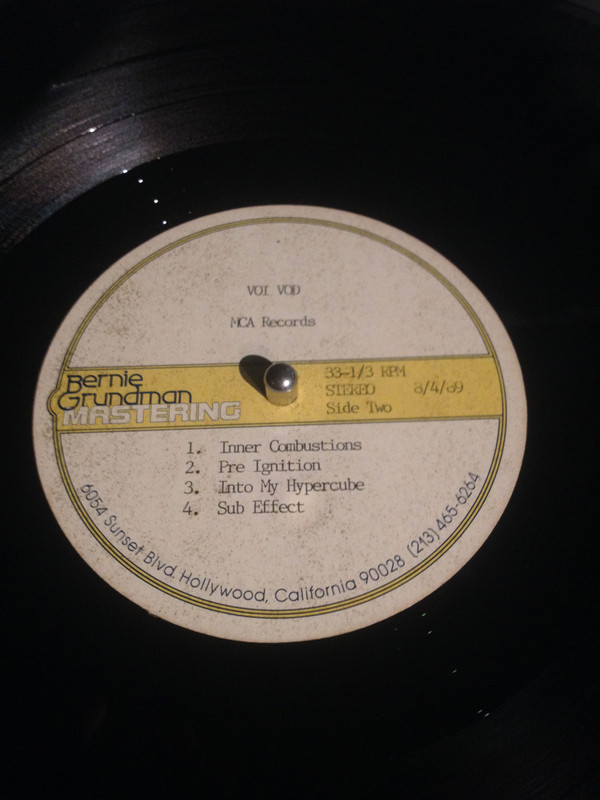 VOI VOD
MCA Records
Bernie
Grundman
MASTERING
33-1/3 RPM
STEREO 8/4/89
Side Two
1. Inner Combustions
2. Pre Ignition
3. Into My Hypercube
4. Sub Effect
6054 Sunset Blvd. Hollywood, California 90028 (213) 465-6264